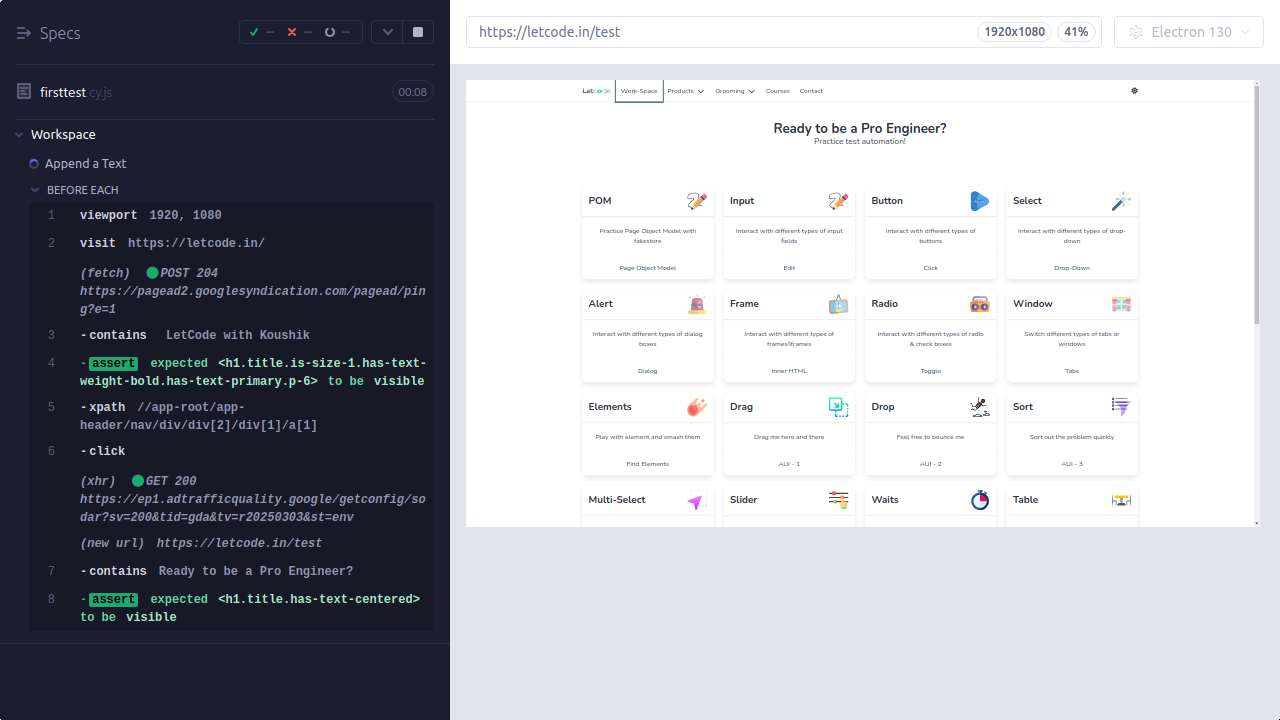 Specs
--
--
--
firsttest.cy.js
00:08
Workspace
Append a Text
BEFORE EACH
1 viewport 1920, 1080
2 visit https://letcode.in/
(fetch) POST 204
https://pagead2.googlesyndication.com/pagead/pin
g?e=1
3 -contains LetCode with Koushik
4 -assert expected <h1.title.is-size-1.has-text-
weight-bold.has-text-primary.p-6> to be visible
5 -xpath //app-root/app-
header/nav/div/div[2]/div[1]/a[1]
6 -click
(xhr) GET 200
https://ep1.adtrafficquality.google/getconfig/so
dar?sv=200&tid=gda&tv=r20250303&st=env
(new url) https://letcode.in/test
7 -contains Ready to be a Pro Engineer?
8 -assert expected <h1.title.has-text-centered>
to be visible
https://letcode.in/test
1920x1080
41%
Electron 130
LetCode
Work-Space
Products
Grooming
Courses
Contact
Ready to be a Pro Engineer?
Practice test automation!
POM
Practice Page Object Model with
fakestore
Page Object Model
Input
Interact with different types of input
fields
Edit
Button
Interact with different types of
buttons
Click
Select
Interact with different types of drop-
down
Drop-Down
Alert
Interact with different types of dialog
boxes
Dialog
Frame
Interact with different types of
frames/iframes
Inner HTML
Radio
Interact with different types of radio
& check boxes
Toggle
Window
Switch different types of tabs or
windows
Tabs
Elements
Play with element and smash them
Find Elements
Drag
Drag me here and there
AUI - 1
Drop
Feel free to bounce me
AUI - 2
Sort
Sort out the problem quickly
AUI - 3
Multi-Select
Slider
Waits
Table